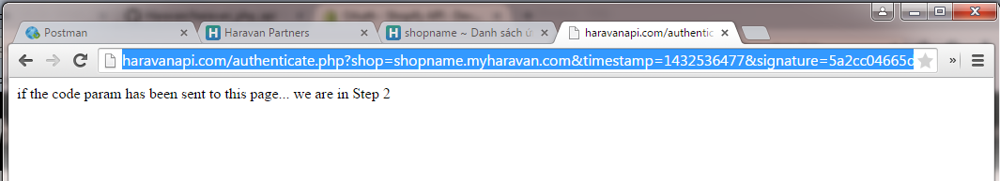 Postman
Haravan Partners
shopname ~ Danh sách ứ
haravanapi.com/authentic
haravanapi.com/authenticate.php?shop=shopname.myharavan.com&timestamp=1432536477&signature=5a2cc04665d
if the code param has been sent to this page... we are in Step 2